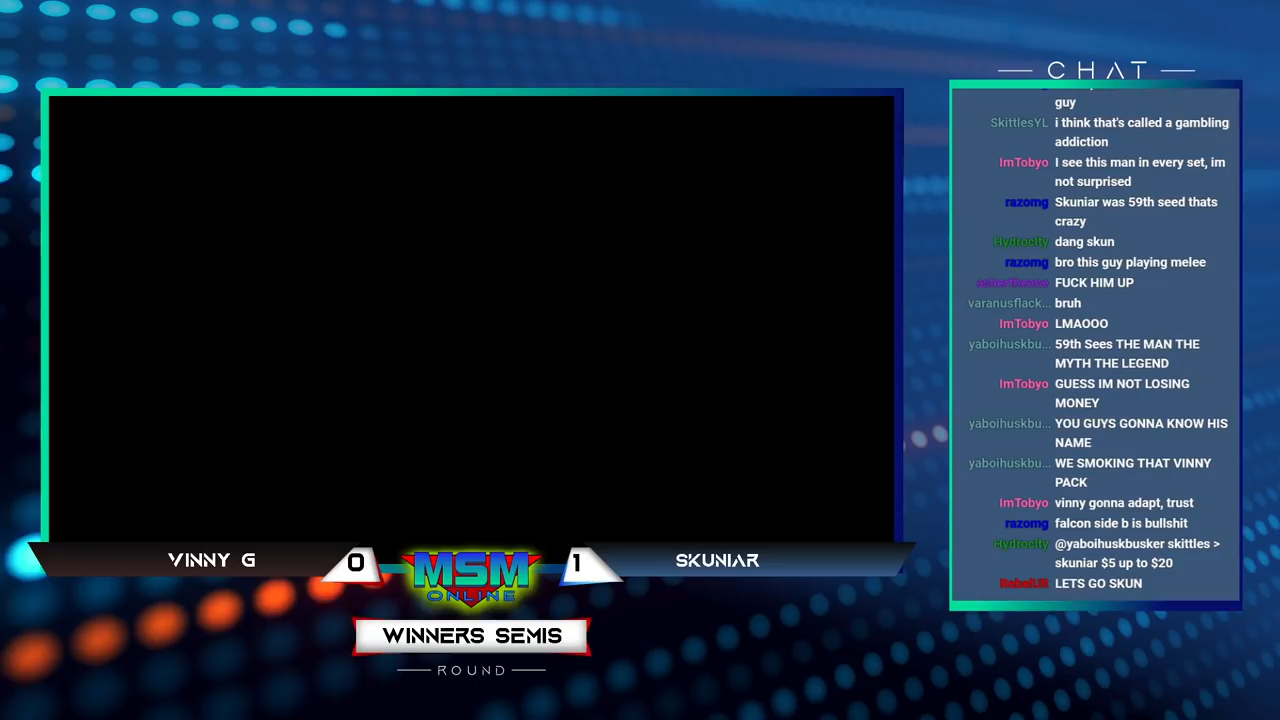 CHAT
guy
SkittlesYL i think that's called a gambling
addiction
ImTobyo I see this man in every set, im
not surprised
razomg Skuniar was 59th seed thats
crazy
Hydrocity dang skun
razomg bro this guy playing melee
FUCK HIM UP
varanusflack... bruh
ImTobyo LMAOOO
yaboihuskbu... 59th Sees THE MAN THE
MYTH THE LEGEND
ImTobyo GUESS IM NOT LOSING
MONEY
yaboihuskbu... YOU GUYS GONNA KNOW HIS
NAME
yaboihuskbu... WE SMOKING THAT VINNY
PACK
ImTobyo vinny gonna adapt, trust
razomg falcon side b is bullshit
Hydrocity @yaboihuskbusker skittles >
skuniar $5 up to $20
LETS GO SKUN
VINNY G 0 MSM ONLINE 1 SKUNIAR
WINNERS SEMIS
ROUND